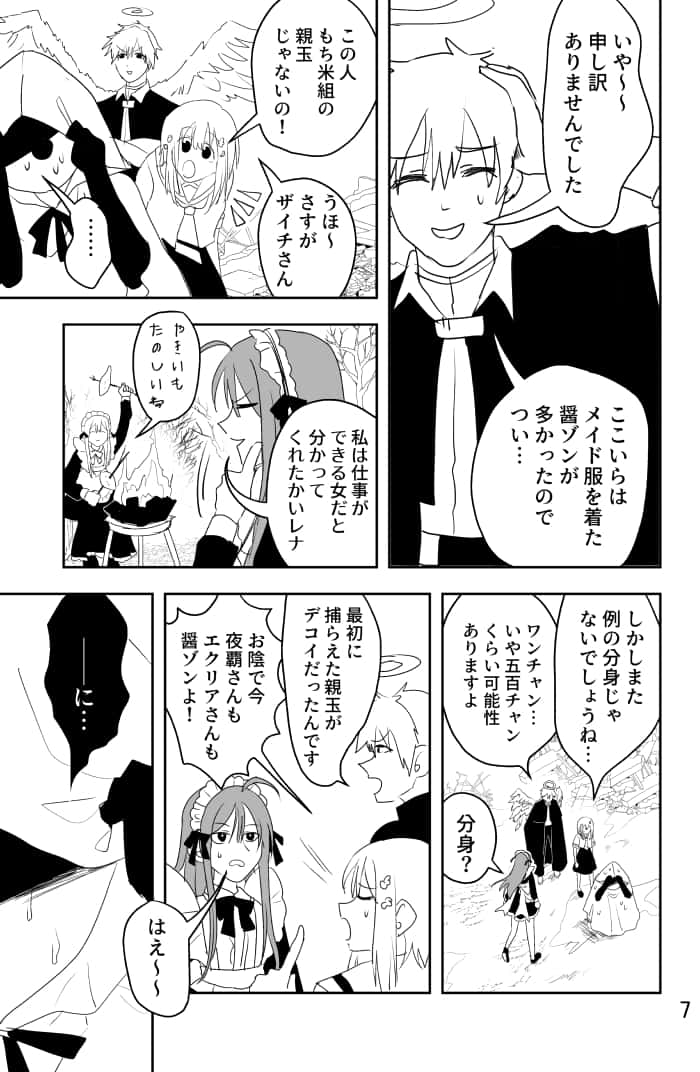 いや〜〜
申し訳
ありませんでした
ここいらは
メイド服を着た
醤ゾンが
多かったので
つい…
この人
もち米組の
親玉
じゃないの！
うほ〜
さすが
ザイチさん
……
私は仕事が
できる女だと
分かって
くれたかいレナ
やきいも
たのしいね
しかしまた
例の分身じゃ
ないでしょうね…
ワンチャン…
いや五百チャン
くらい可能性
ありますよ
分身？
最初に
捕らえた親玉が
デコイだったんです
お陰で今
夜覇さんも
エクリアさんも
醤ゾンよ！
はえ〜〜
――に…
7